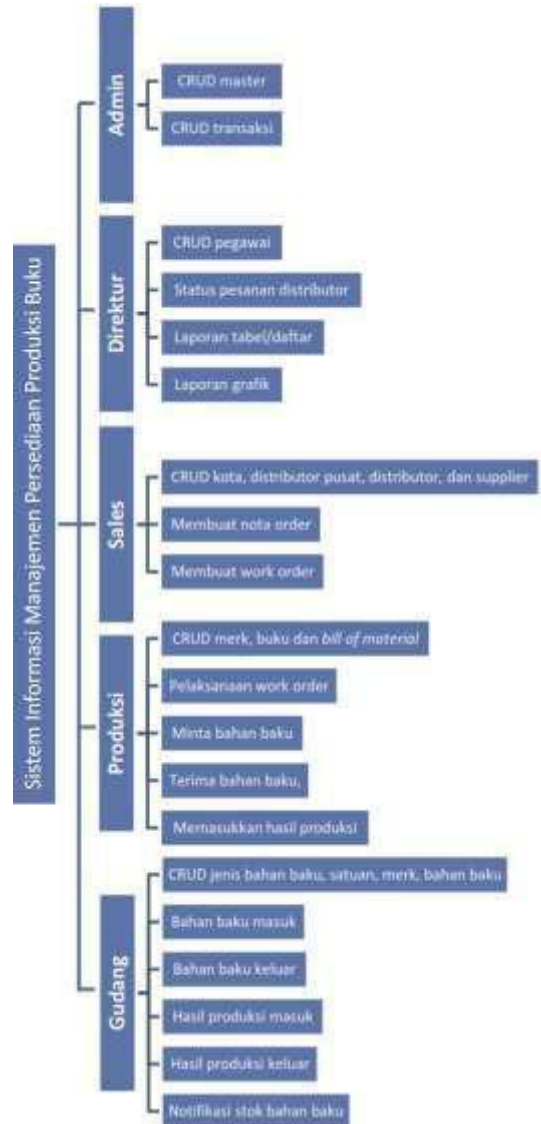 Sistem Informasi Manajemen Persediaan Produksi Buku
Admin
CRUD master
CRUD transaksi
Direktur
CRUD pegawai
Status pesanan distributor
Laporan tabel/daftar
Laporan grafik
Sales
CRUD kota, distributor pusat, distributor, dan supplier
Membuat nota order
Membuat work order
Produksi
CRUD merk, buku dan bill of material
Pelaksanaan work order
Minta bahan baku
Terima bahan baku,
Memasukkan hasil produksi
Gudang
CRUD jenis bahan baku, satuan, merk, bahan baku
Bahan baku masuk
Bahan baku keluar
Hasil produksi masuk
Hasil produksi keluar
Notifikasi stok bahan baku